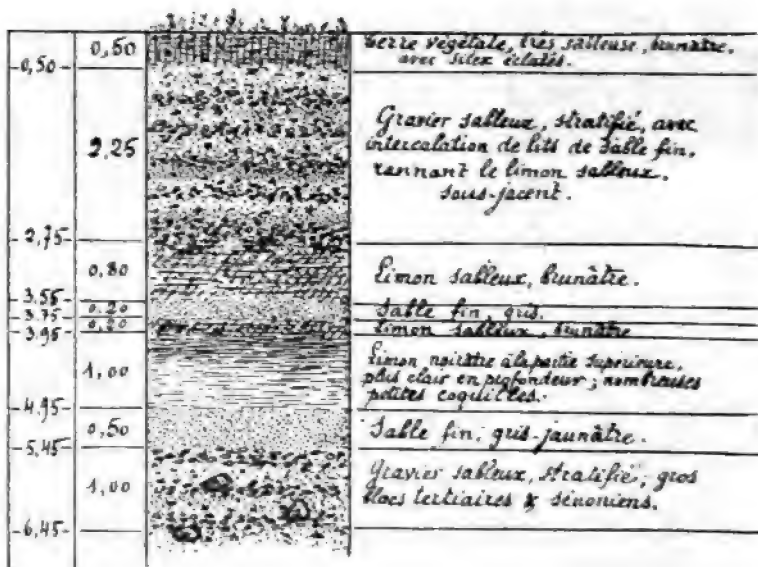 0,50
terre végétale, très sableuse, brunâtre,
avec silex éclatés.
0,50
2,25
Gravier sableux, stratifié, avec
intercalation de lits de sable fin,
ravinant le limon sableux.
sous-jacent.
2,75
0,80
Limon sableux, brunâtre.
3,55
0,20
Sable fin, gris.
3,75
0,20
Limon sableux, brunâtre
3,95
1,00
Limon noirâtre à la partie supérieure,
plus clair en profondeur ; nombreuses
petites coquilles.
4,95
0,50
Sable fin, gris-jaunâtre.
5,45
1,00
Gravier sableux, stratifié; gros
blocs tertiaires & sénoniens.
6,45